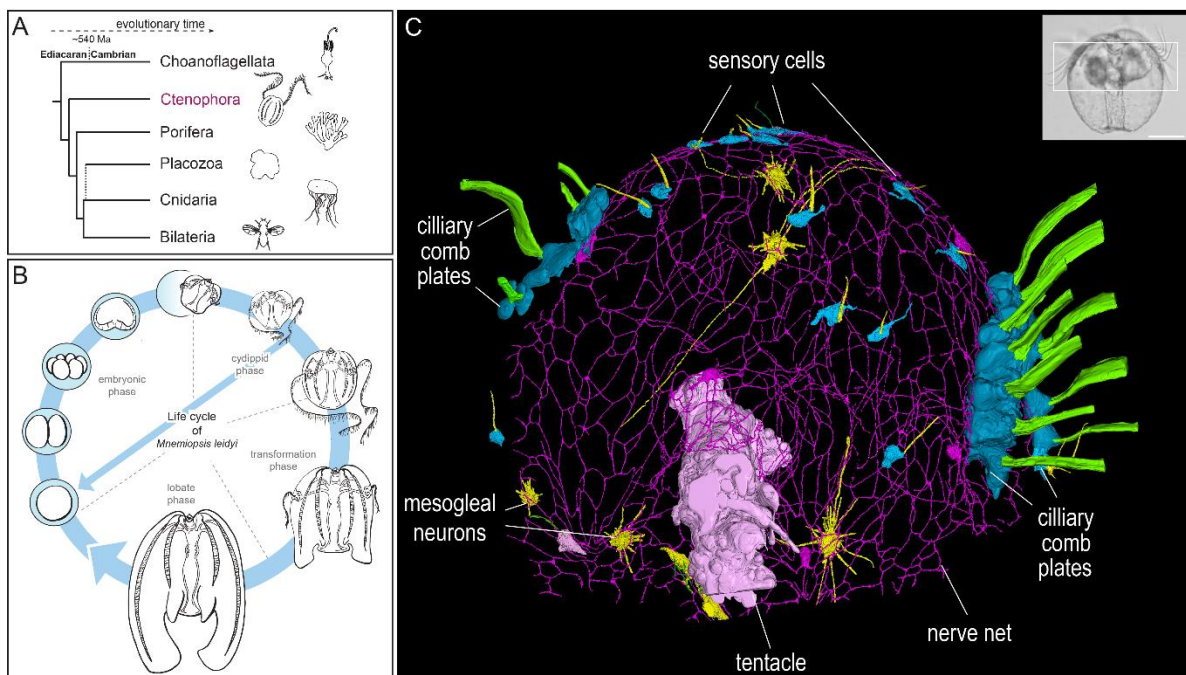 A
evolutionary time
~540 Ma
Ediacaran Cambrian
Choanoflagellata
Ctenophora
Porifera
Placozoa
Cnidaria
Bilateria
B
cydippid
phase
embryonic
phase
Life cycle
of
Mnemiopsis leidyi
transformation
phase
lobate
phase
C
sensory cells
cilliary
comb
plates
mesogleal
neurons
cilliary
comb
plates
nerve net
tentacle